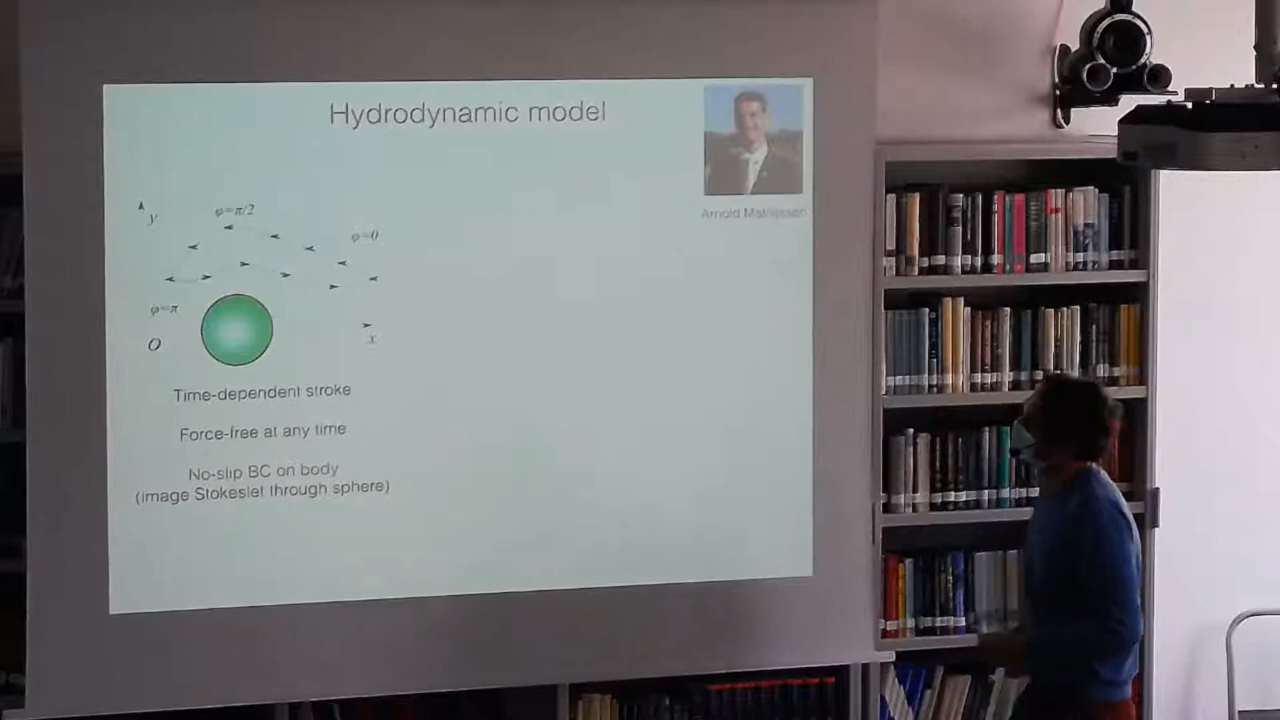 Hydrodynamic model
Arnold Mathijssen
y
φ=π/2
φ=0
φ=π
O
x
Time-dependent stroke
Force-free at any time
No-slip BC on body
(image Stokeslet through sphere)